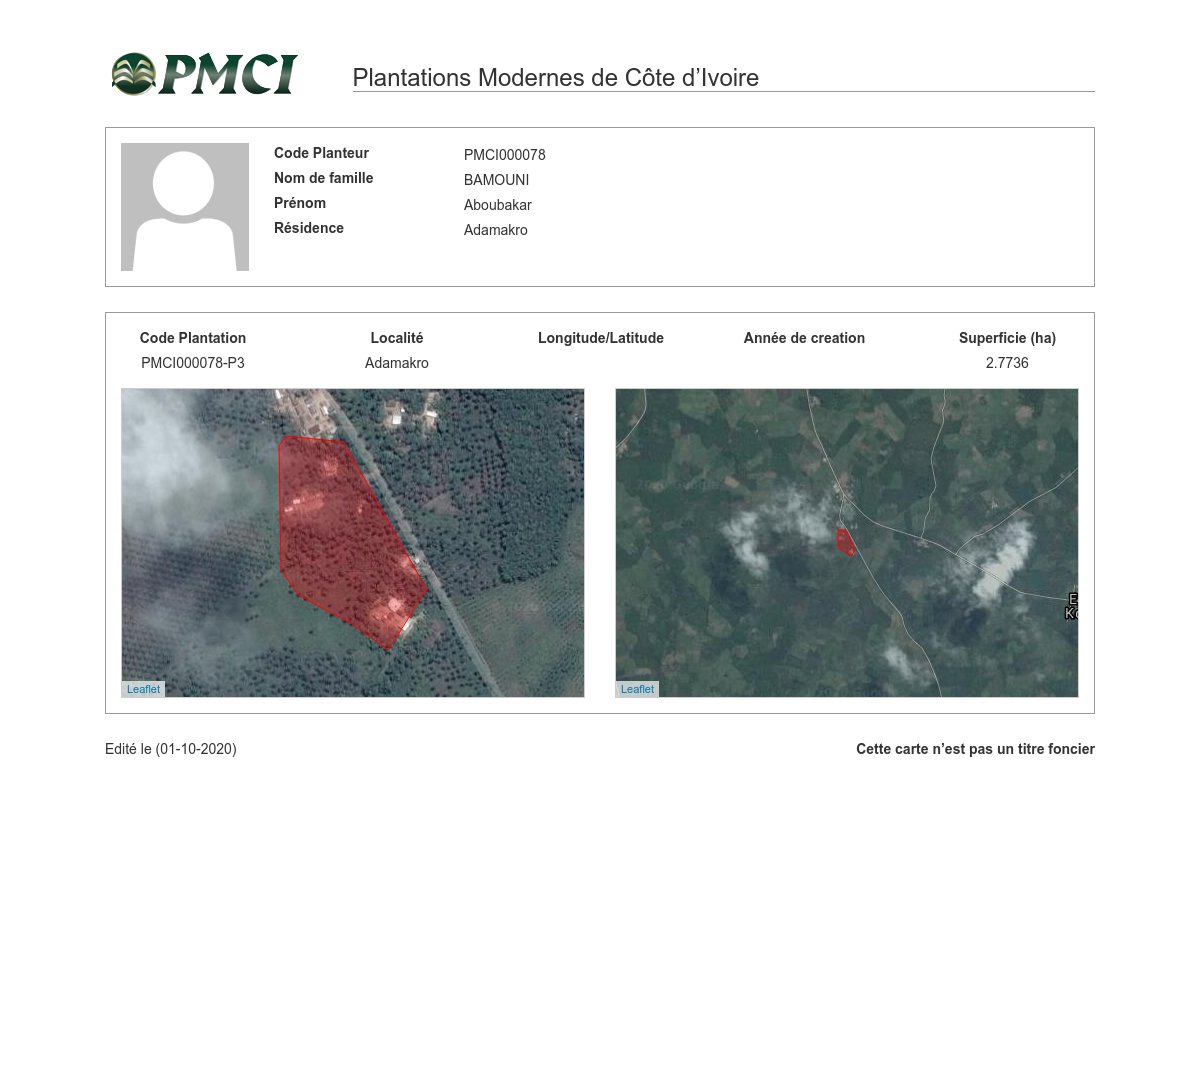 PMCI
Plantations Modernes de Côte d’Ivoire
Code Planteur PMCI000078
Nom de famille BAMOUNI
Prénom Aboubakar
Résidence Adamakro
Code Plantation Localité Longitude/Latitude Année de creation Superficie (ha)
PMCI000078-P3 Adamakro 2.7736
Leaflet Leaflet
Edité le (01-10-2020) Cette carte n’est pas un titre foncier